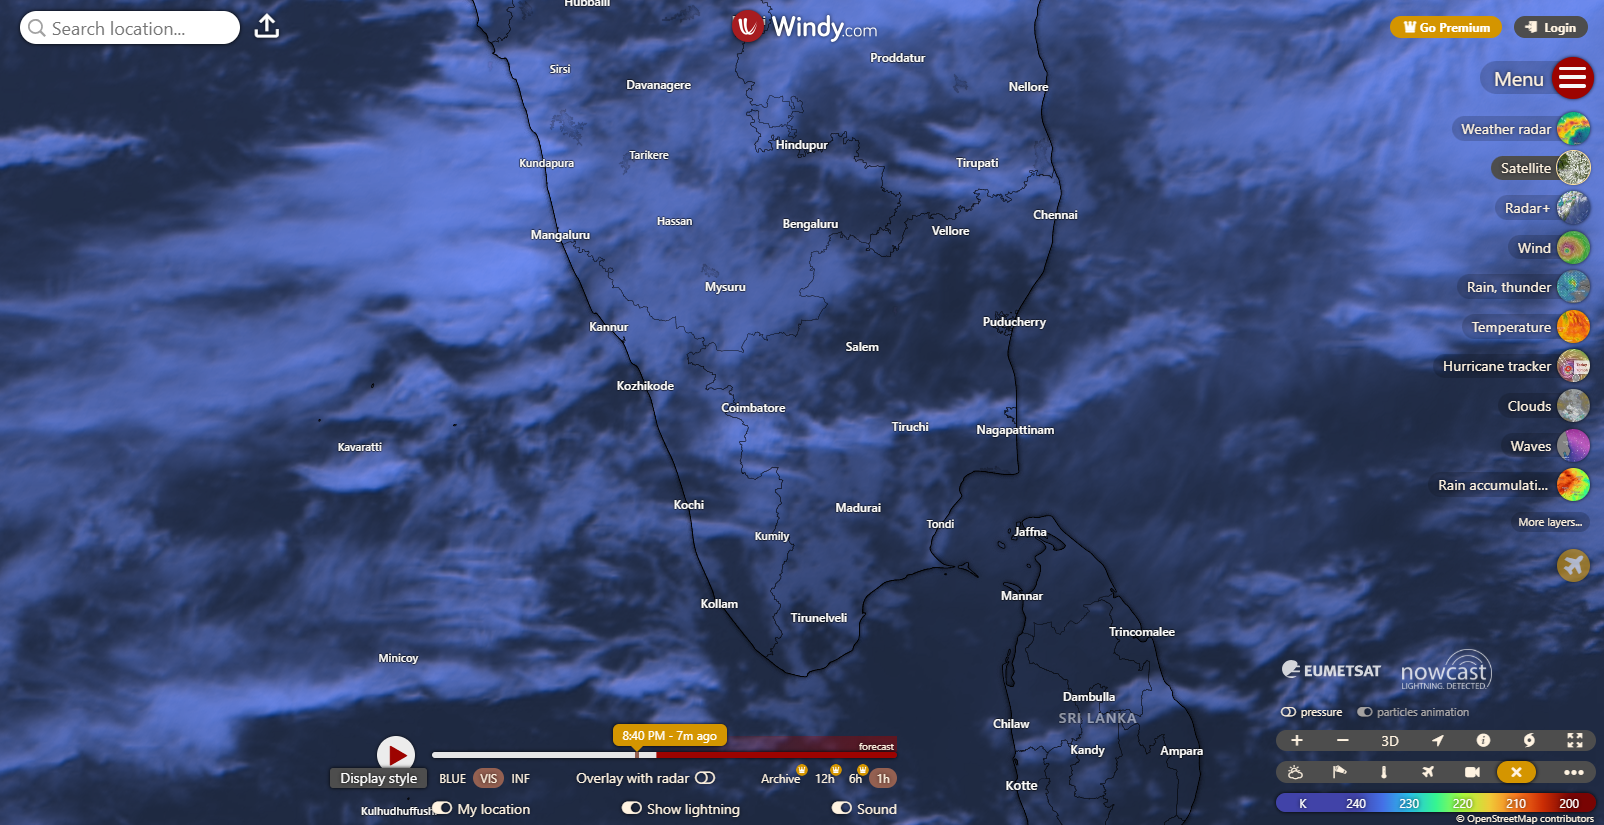 Hubballi
Search location...
Windy.com
Go Premium
Login
Proddatur
Sirsi
Davanagere
Nellore
Menu
Weather radar
Hindupur
Kundapura
Tarikere
Tirupati
Satellite
Radar+
Hassan
Bengaluru
Vellore
Chennai
Mangaluru
Wind
Mysuru
Rain, thunder
Kannur
Puducherry
Temperature
Salem
Hurricane tracker
Kozhikode
Coimbatore
Clouds
Tiruchi
Nagapattinam
Kavaratti
Waves
Rain accumulati...
Kochi
Madurai
Tondi
More layers...
Kumily
Jaffna
Mannar
Kollam
Tirunelveli
Trincomalee
Minicoy
EUMETSAT
nowcast
LIGHTNING. DETECTED.
Dambulla
pressure
particles animation
SRI LANKA
Chilaw
8:40 PM - 7m ago
forecast
3D
Kandy
Ampara
Display style
BLUE
VIS
INF
Overlay with radar
Archive
12h
6h
1h
Kotte
Kulhudhuffushi
My location
Show lightning
Sound
K 240 230 220 210 200
© OpenStreetMap contributors